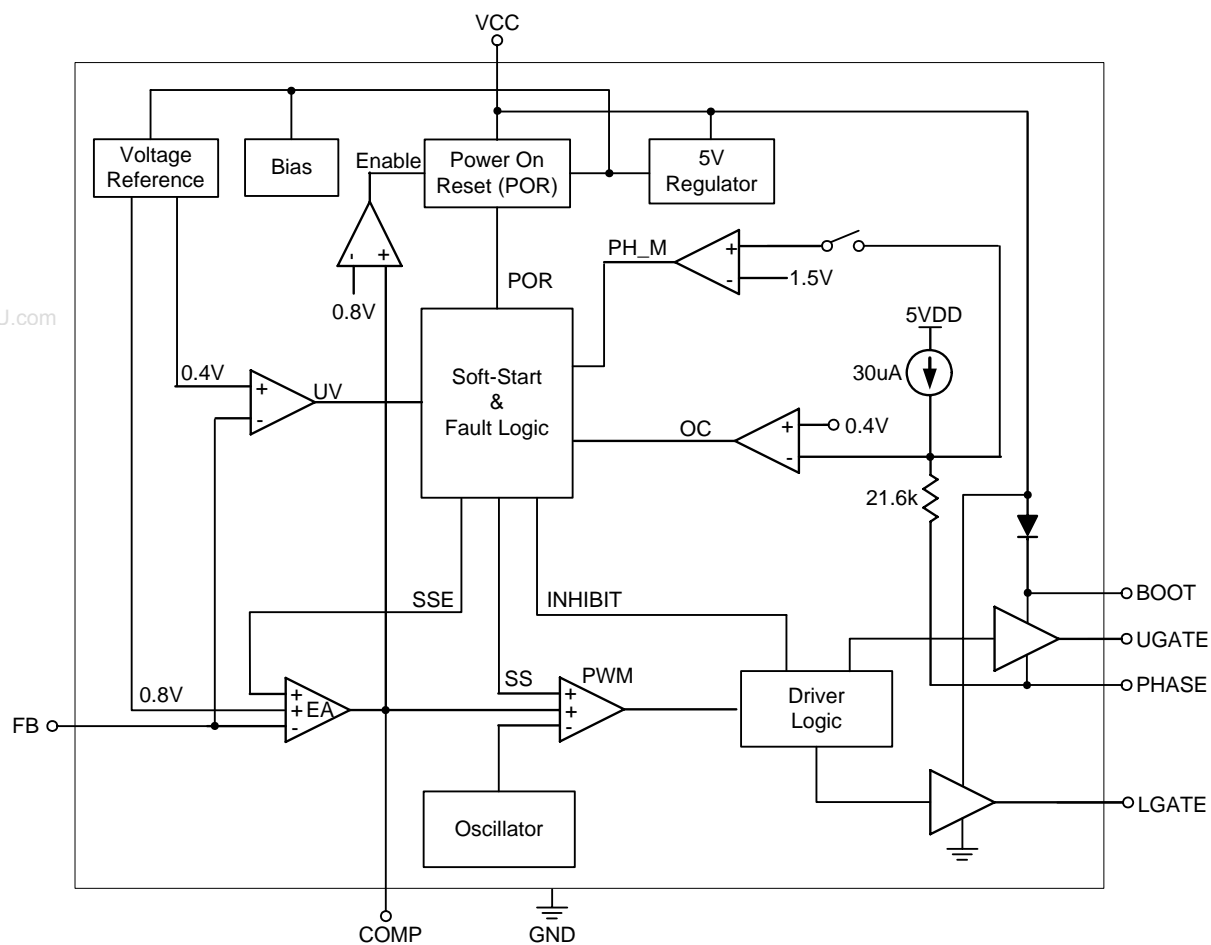 VCC
Voltage
Reference
Bias
Enable
Power On
Reset (POR)
5V
Regulator
- +
0.8V
POR
PH_M
+
-
1.5V
U.com
5VDD
30uA
0.4V
+
-
UV
Soft-Start
&
Fault Logic
OC
+
-
0.4V
21.6k
SSE
INHIBIT
BOOT
UGATE
PHASE
SS
PWM
0.8V
+
+
-
EA
+
+
-
Driver
Logic
FB
Oscillator
LGATE
COMP
GND